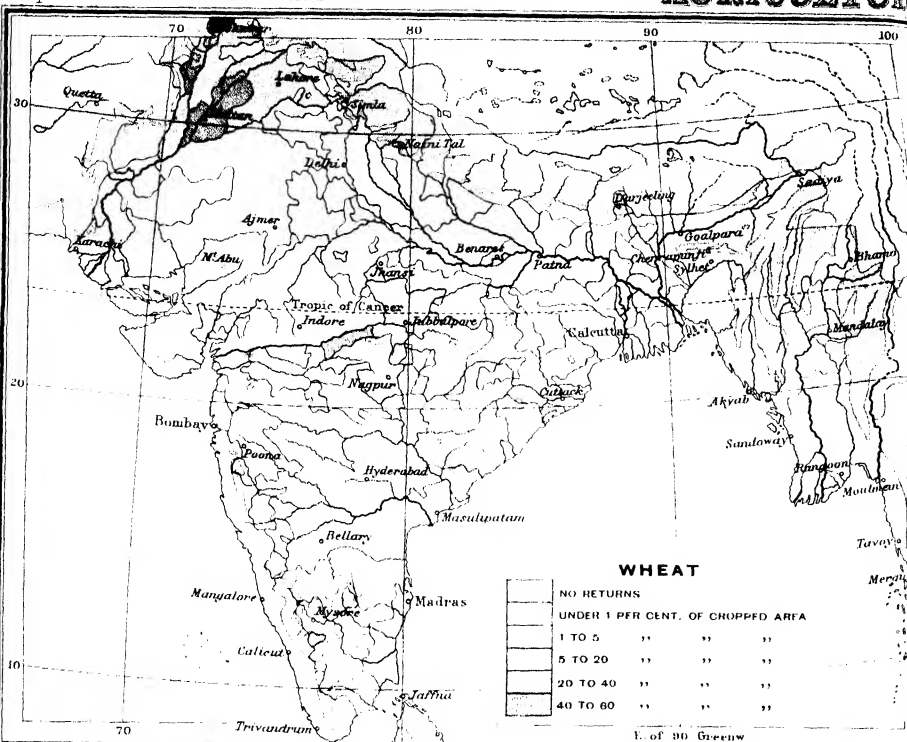 70 80 90 100
Lahore
Quetta
30
Simla
Naini Tal
Delhi
Sadiya
Darjeeling
Ajmer
Goalpara
Karachi
Benares
Cherrapunji
Bhamo
Mt Abu
Patna
Sylhet
Jhansi
Tropic of Cancer
Indore
Jubbulpore
Calcutta
Mandalay
Nagpur
20
Cuttack
Akyab
Bombay
Sandoway
Poona
Rangoon
Hyderabad
Moulmein
Masulipatam
Bellary
Tavoy
WHEAT
NO RETURNS
Mangalore
Madras
UNDER 1 PER CENT. OF CROPPED AREA
Mysore
1 TO 5 ,, ,, ,,
Calicut
5 TO 20 ,, ,, ,,
10
20 TO 40 ,, ,, ,,
Jaffna
40 TO 60 ,, ,, ,,
Trivandrum
70
E. of 90 Greenw